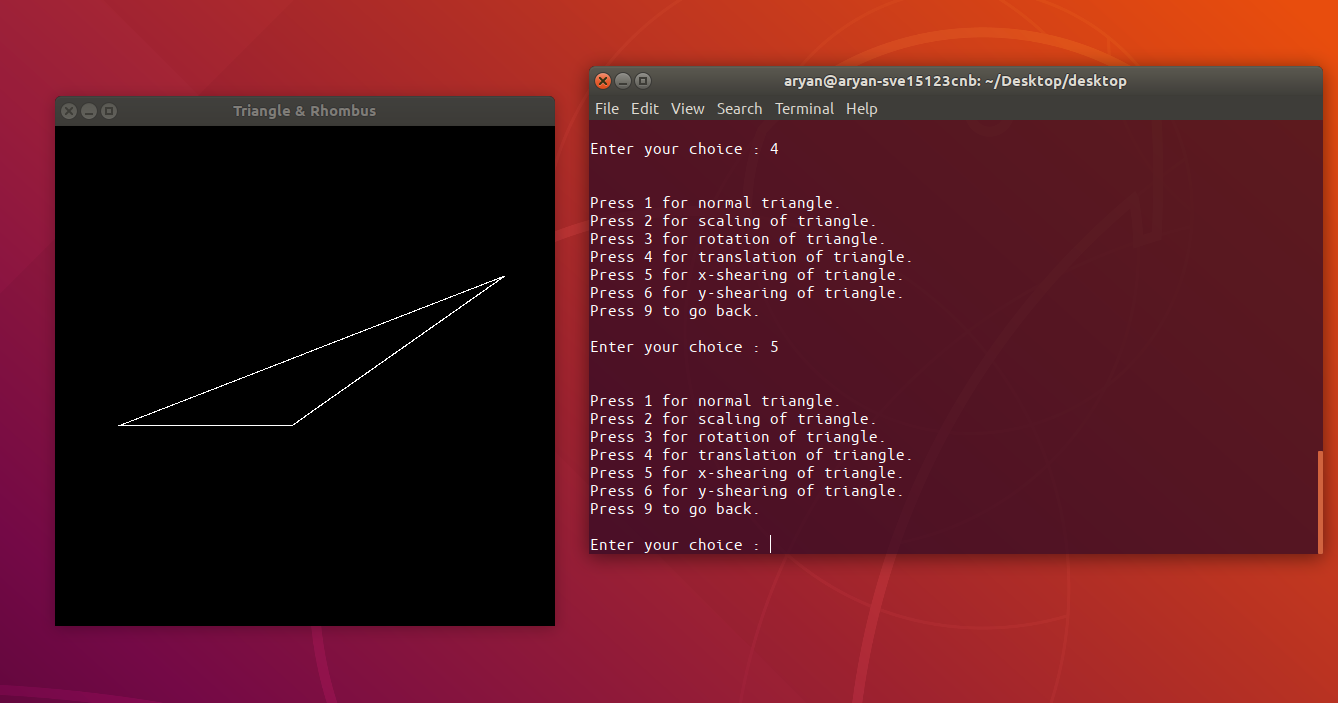 Triangle & Rhombus
aryan@aryan-sve15123cnb: ~/Desktop/desktop
File Edit View Search Terminal Help
Enter your choice : 4
Press 1 for normal triangle.
Press 2 for scaling of triangle.
Press 3 for rotation of triangle.
Press 4 for translation of triangle.
Press 5 for x-shearing of triangle.
Press 6 for y-shearing of triangle.
Press 9 to go back.
Enter your choice : 5
Press 1 for normal triangle.
Press 2 for scaling of triangle.
Press 3 for rotation of triangle.
Press 4 for translation of triangle.
Press 5 for x-shearing of triangle.
Press 6 for y-shearing of triangle.
Press 9 to go back.
Enter your choice :